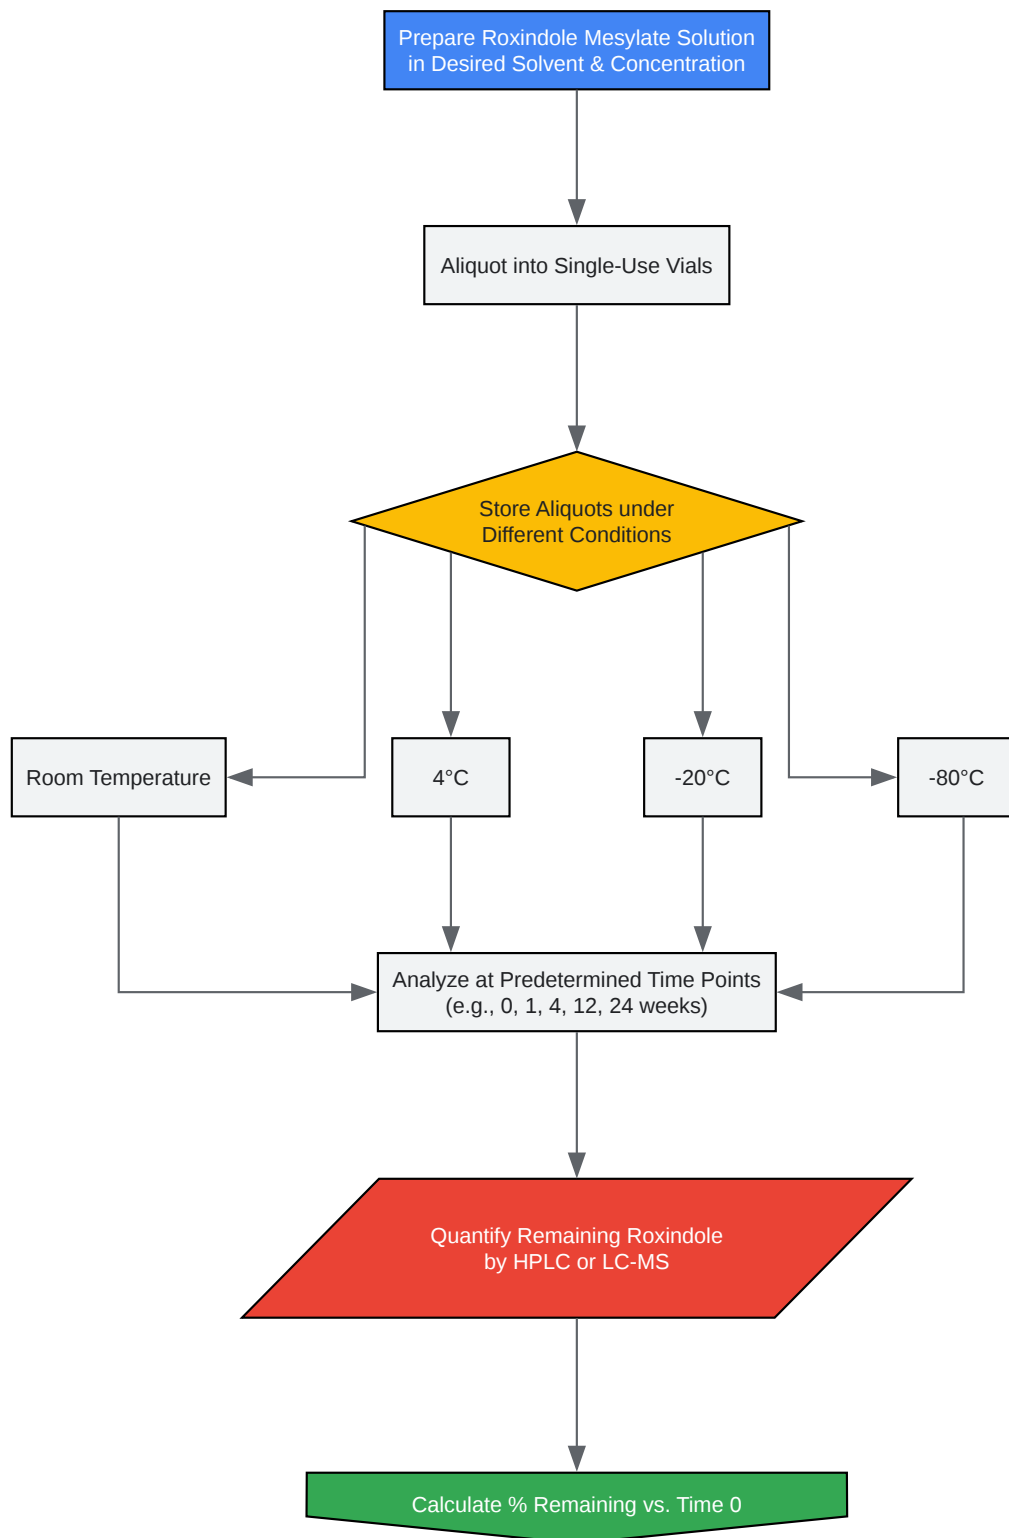 Prepare Roxindole Mesylate Solution
in Desired Solvent & Concentration
Aliquot into Single-Use Vials
Store Aliquots under
Different Conditions
Room Temperature
4°C
-20°C
-80°C
Analyze at Predetermined Time Points
(e.g., 0, 1, 4, 12, 24 weeks)
Quantify Remaining Roxindole
by HPLC or LC-MS
Calculate % Remaining vs. Time 0